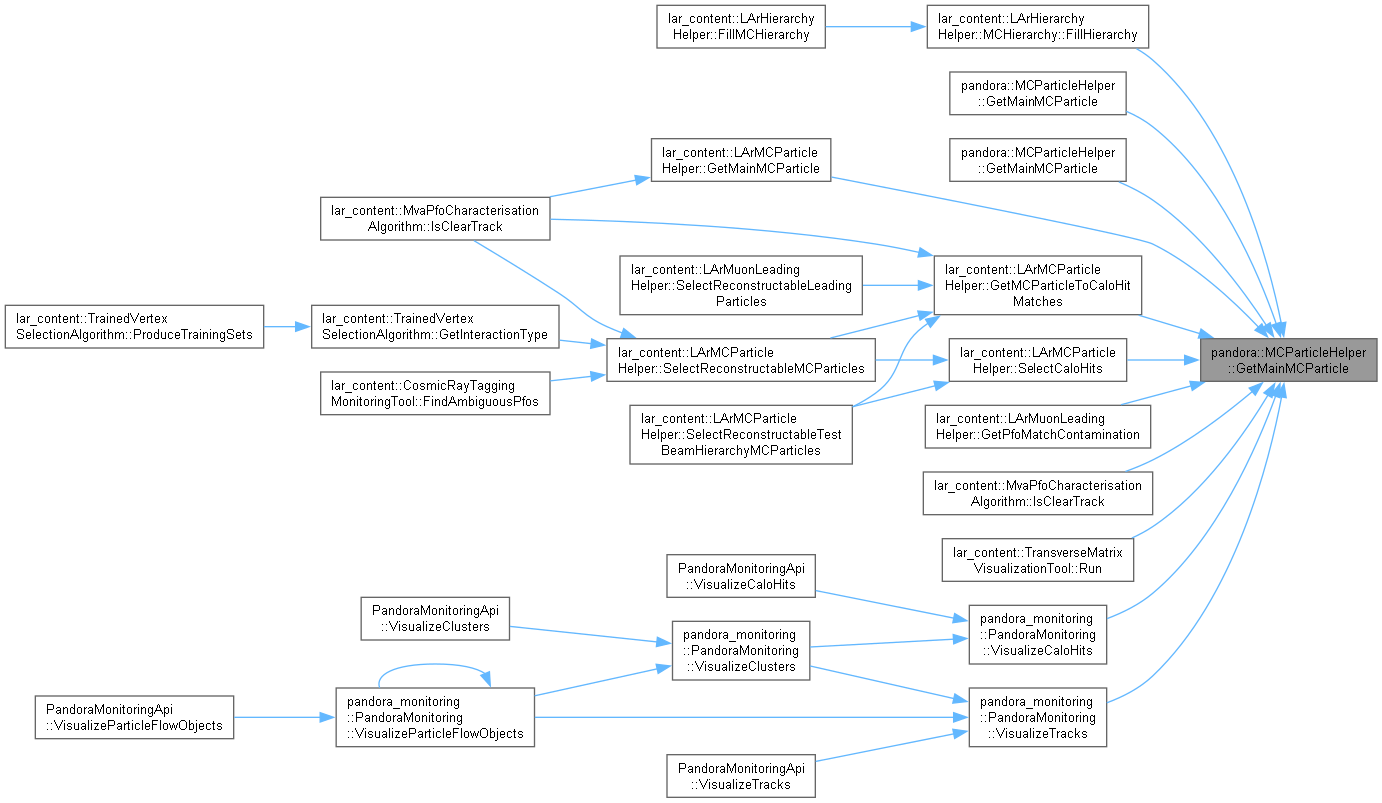 lar_content::LArHierarchy
Helper::FillMCHierarchy
lar_content::LArHierarchy
Helper::MCHierarchy::FillHierarchy
pandora::MCParticleHelper
::GetMainMCParticle
pandora::MCParticleHelper
::GetMainMCParticle
lar_content::LArMCParticle
Helper::GetMainMCParticle
lar_content::MvaPfoCharacterisation
Algorithm::IsClearTrack
lar_content::LArMuonLeading
Helper::SelectReconstructableLeading
Particles
lar_content::LArMCParticle
Helper::GetMCParticleToCaloHit
Matches
lar_content::TrainedVertex
SelectionAlgorithm::ProduceTrainingSets
lar_content::TrainedVertex
SelectionAlgorithm::GetInteractionType
lar_content::LArMCParticle
Helper::SelectReconstructableMCParticles
lar_content::LArMCParticle
Helper::SelectCaloHits
pandora::MCParticleHelper
::GetMainMCParticle
lar_content::CosmicRayTagging
MonitoringTool::FindAmbiguousPfos
lar_content::LArMCParticle
Helper::SelectReconstructableTest
BeamHierarchyMCParticles
lar_content::LArMuonLeading
Helper::GetPfoMatchContamination
lar_content::MvaPfoCharacterisation
Algorithm::IsClearTrack
lar_content::TransverseMatrix
VisualizationTool::Run
PandoraMonitoringApi
::VisualizeCaloHits
PandoraMonitoringApi
::VisualizeClusters
pandora_monitoring
::PandoraMonitoring
::VisualizeClusters
pandora_monitoring
::PandoraMonitoring
::VisualizeCaloHits
PandoraMonitoringApi
::VisualizeParticleFlowObjects
pandora_monitoring
::PandoraMonitoring
::VisualizeParticleFlowObjects
pandora_monitoring
::PandoraMonitoring
::VisualizeTracks
PandoraMonitoringApi
::VisualizeTracks